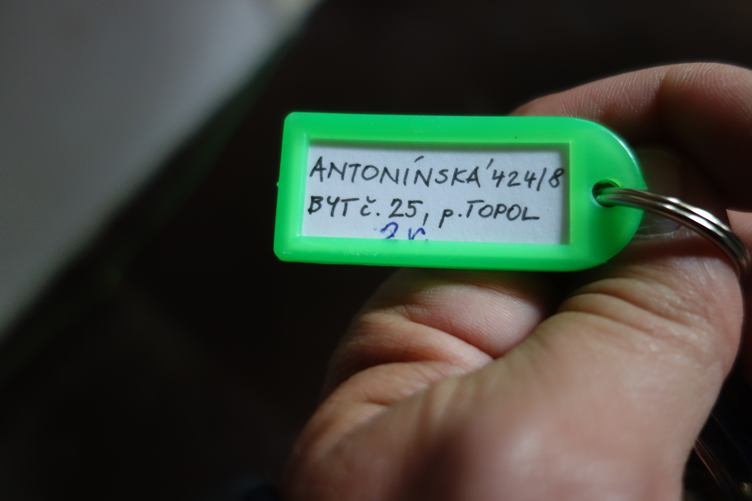 ANTONÍNSKÁ 424/8
BYT č. 25, p. TOPOL